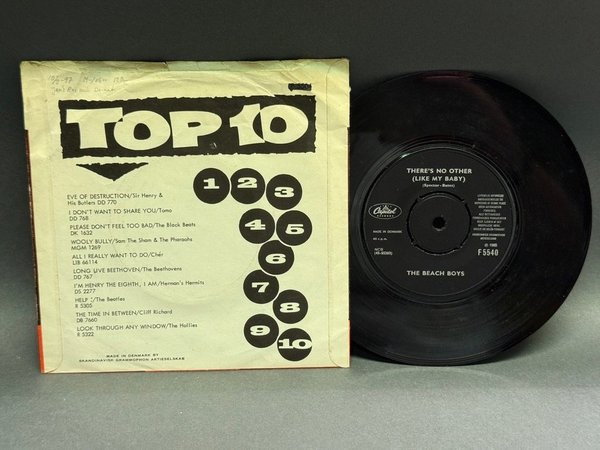 TOP 10
1 2 3
4 5
6
7
8
9 10
EVE OF DESTRUCTION/Sir Henry &
His Butlers DD 770
I DON'T WANT TO SHARE YOU/Tomo
DD 768
PLEASE DON'T FEEL TOO BAD/The Black Beats
DK 1632
WOOLY BULLY/Sam The Sham & The Pharaohs
MGM 1269
ALL I REALLY WANT TO DO/Chér
LIB 66114
LONG LIVE BEETHOVEN/The Beethovens
DD 767
I'M HENRY THE EIGHTH, I AM/Herman's Hermits
DS 2277
HELP :/The Beatles
R 5305
THE TIME IN BETWEEN/Cliff Richard
DB 7660
LOOK THROUGH ANY WINDOW/The Hollies
R 5322
MADE IN DENMARK BY
SKANDINAVISK GRAMMOPHON AKTIESELSKAB
THERE'S NO OTHER
(LIKE MY BABY)
(Spector-Bates)
Capitol
MADE IN DENMARK
45 r.p.m.
NCB
F 5540
THE BEACH BOYS